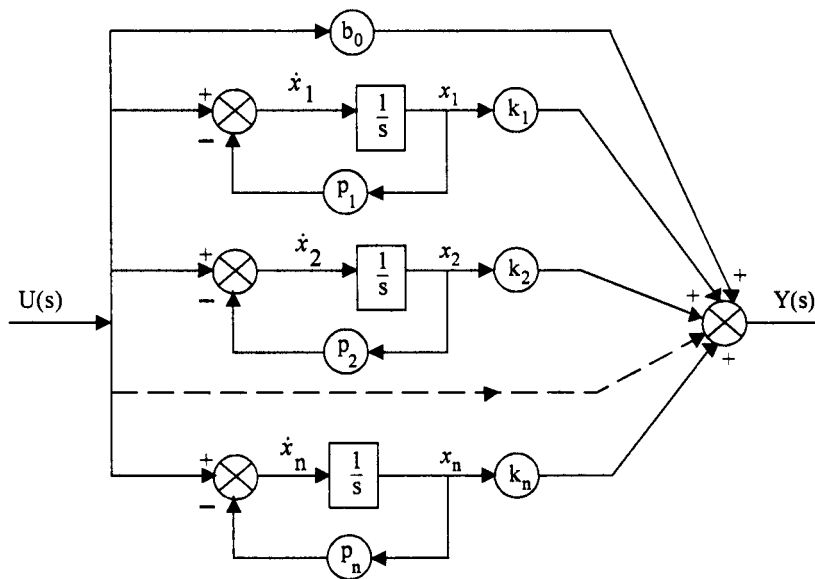 b₀
+ ẋ₁ 1/s x₁ k₁
−
p₁
+ ẋ₂ 1/s x₂ k₂ + +
U(s) − Y(s)
p₂ +
+ ẋₙ 1/s xₙ kₙ
−
pₙ